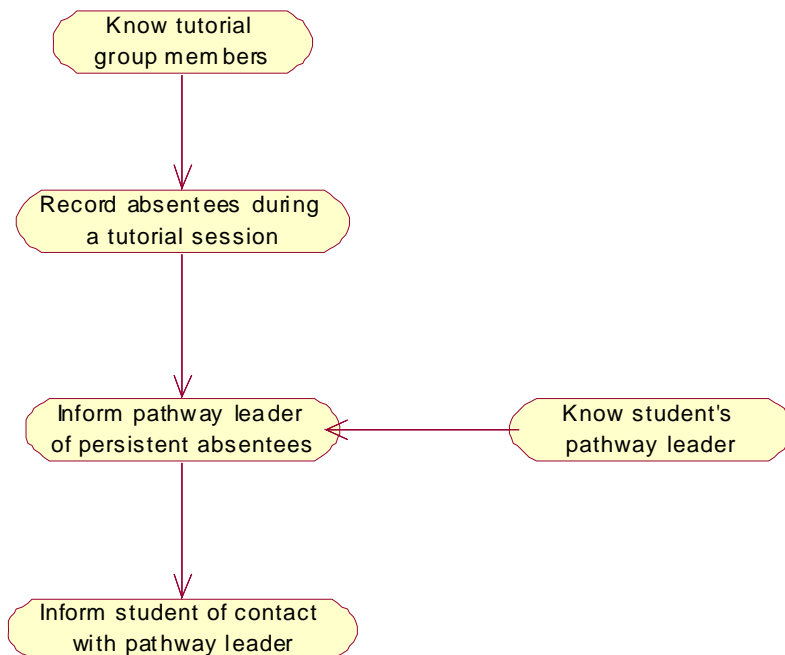 Know tutorial
group members
Record absentees during
a tutorial session
Inform pathway leader
of persistent absentees
Know student's
pathway leader
Inform student of contact
with pathway leader